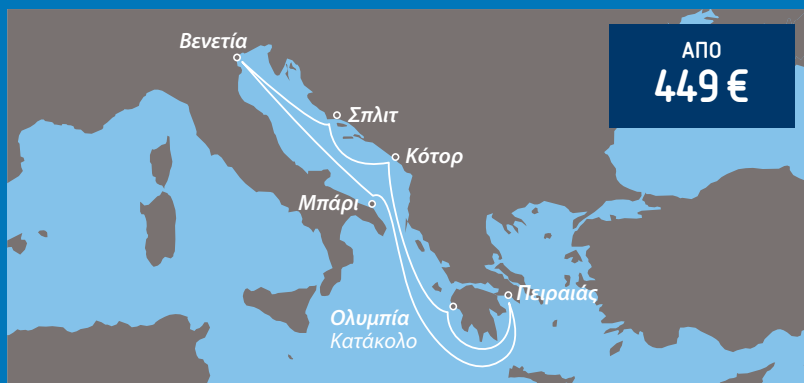 Βενετία
ΑΠΟ
449 €
Σπλιτ
Κότορ
Μπάρι
Πειραιάς
Ολυμπία
Κατάκολο